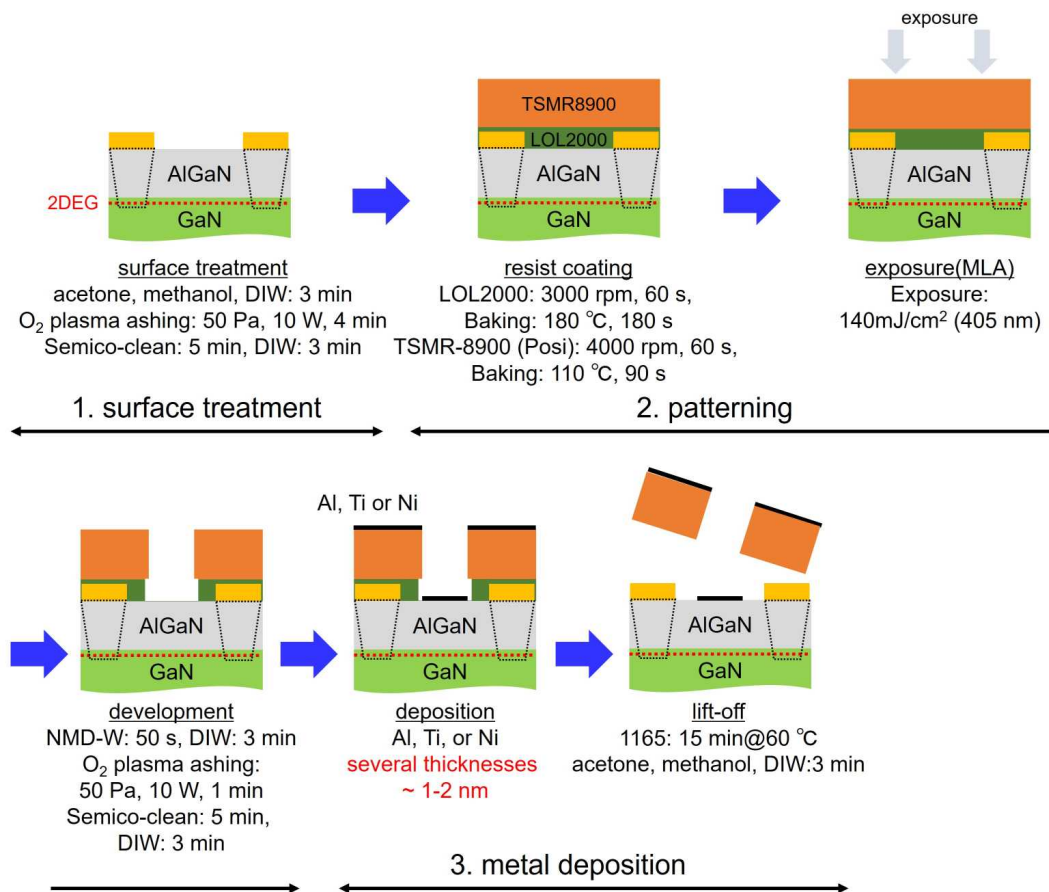 exposure
TSMR8900
LOL2000
AlGaN
2DEG
GaN
AlGaN
GaN
AlGaN
GaN
surface treatment
acetone, methanol, DIW: 3 min
O₂ plasma ashing: 50 Pa, 10 W, 4 min
Semico-clean: 5 min, DIW: 3 min
resist coating
LOL2000: 3000 rpm, 60 s,
Baking: 180 ℃, 180 s
TSMR-8900 (Posi): 4000 rpm, 60 s,
Baking: 110 ℃, 90 s
exposure(MLA)
Exposure:
140mJ/cm² (405 nm)
1. surface treatment
2. patterning
Al, Ti or Ni
AlGaN
GaN
AlGaN
GaN
AlGaN
GaN
development
NMD-W: 50 s, DIW: 3 min
O₂ plasma ashing:
50 Pa, 10 W, 1 min
Semico-clean: 5 min,
DIW: 3 min
deposition
Al, Ti, or Ni
several thicknesses
~ 1-2 nm
lift-off
1165: 15 min@60 ℃
acetone, methanol, DIW:3 min
3. metal deposition